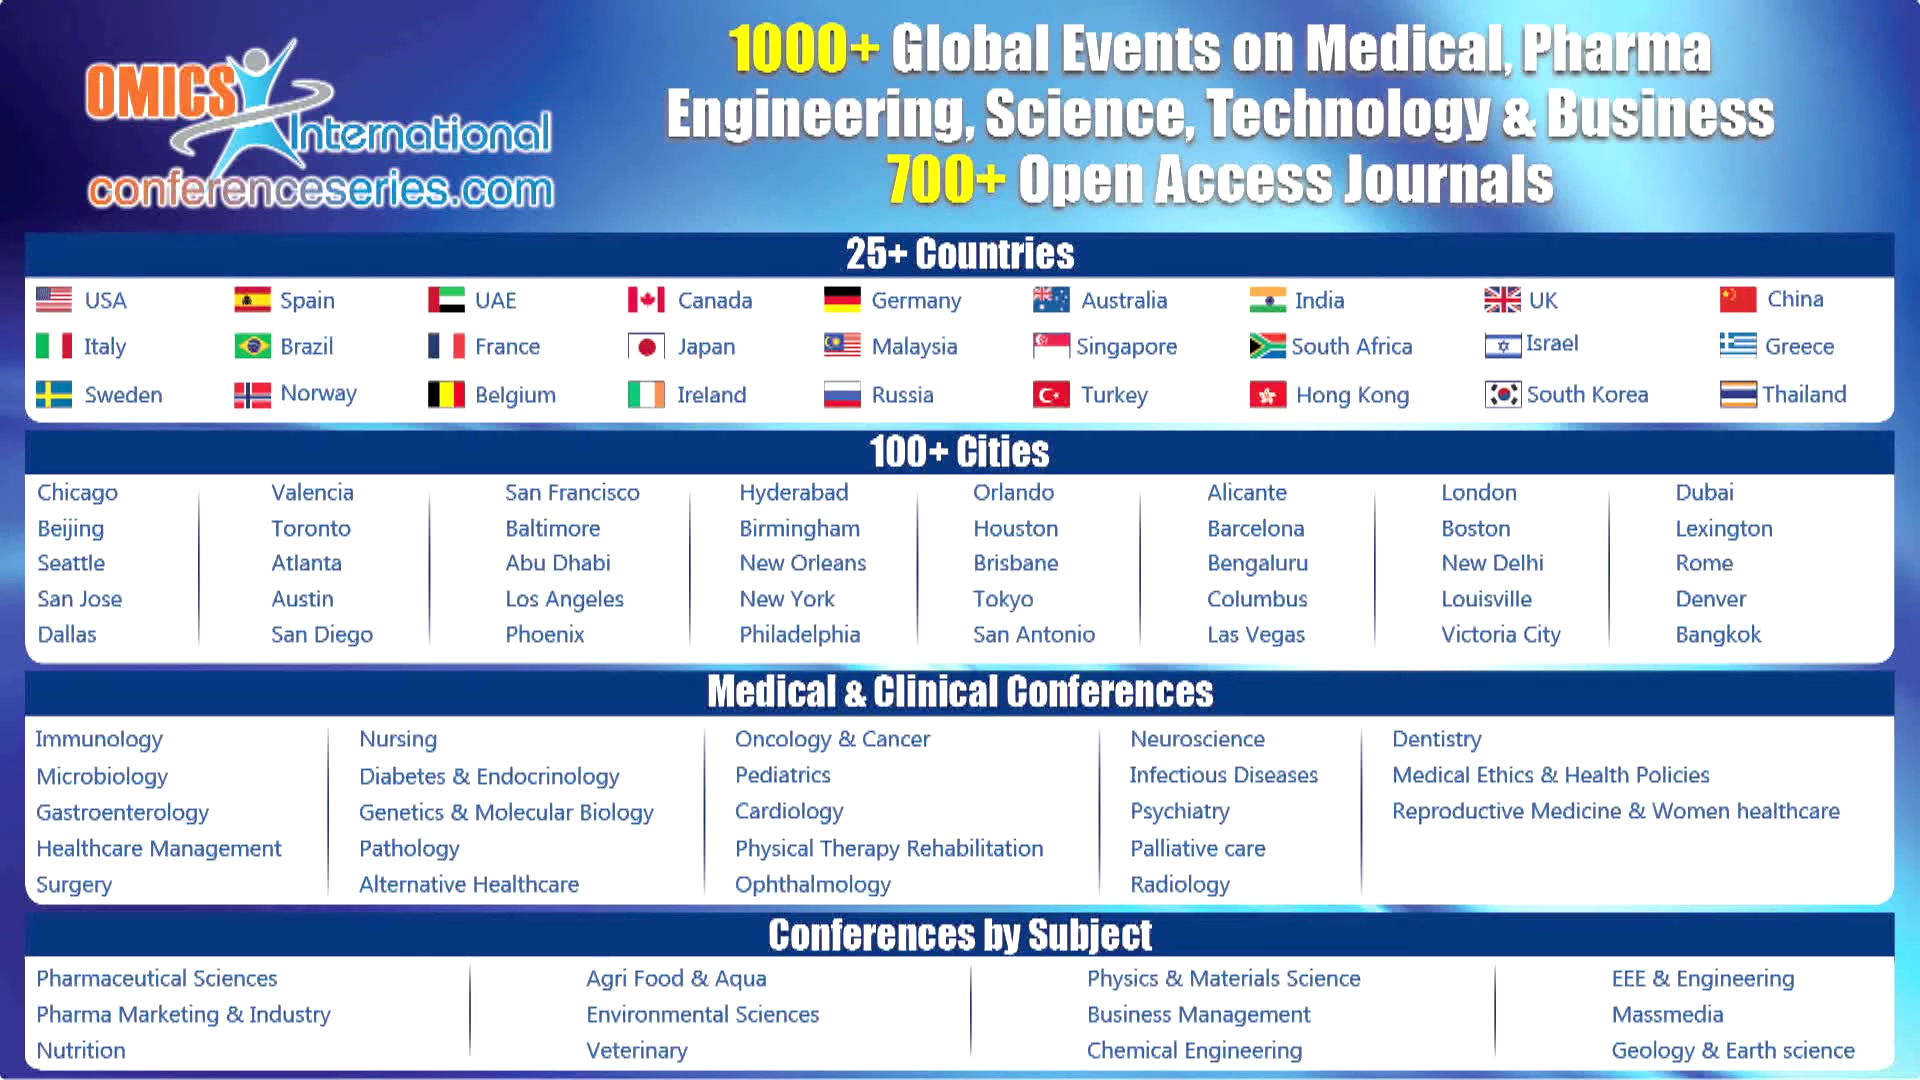 OMICS
International
conferenceseries.com
1000+ Global Events on Medical, Pharma
Engineering, Science, Technology & Business
700+ Open Access Journals
25+ Countries
USA Spain UAE Canada Germany Australia India UK China
Italy Brazil France Japan Malaysia Singapore South Africa Israel Greece
Sweden Norway Belgium Ireland Russia Turkey Hong Kong South Korea Thailand
100+ Cities
Chicago Valencia San Francisco Hyderabad Orlando Alicante London Dubai
Beijing Toronto Baltimore Birmingham Houston Barcelona Boston Lexington
Seattle Atlanta Abu Dhabi New Orleans Brisbane Bengaluru New Delhi Rome
San Jose Austin Los Angeles New York Tokyo Columbus Louisville Denver
Dallas San Diego Phoenix Philadelphia San Antonio Las Vegas Victoria City Bangkok
Medical & Clinical Conferences
Immunology Nursing Oncology & Cancer Neuroscience Dentistry
Microbiology Diabetes & Endocrinology Pediatrics Infectious Diseases Medical Ethics & Health Policies
Gastroenterology Genetics & Molecular Biology Cardiology Psychiatry Reproductive Medicine & Women healthcare
Healthcare Management Pathology Physical Therapy Rehabilitation Palliative care
Surgery Alternative Healthcare Ophthalmology Radiology
Conferences by Subject
Pharmaceutical Sciences Agri Food & Aqua Physics & Materials Science EEE & Engineering
Pharma Marketing & Industry Environmental Sciences Business Management Massmedia
Nutrition Veterinary Chemical Engineering Geology & Earth science